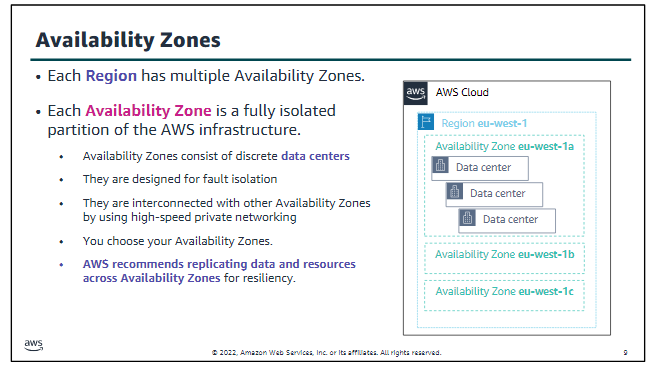 Availability Zones
• Each Region has multiple Availability Zones.
• Each Availability Zone is a fully isolated
partition of the AWS infrastructure.
• Availability Zones consist of discrete data centers
• They are designed for fault isolation
• They are interconnected with other Availability Zones
by using high-speed private networking
• You choose your Availability Zones.
• AWS recommends replicating data and resources
across Availability Zones for resiliency.
aws
AWS Cloud
Region eu-west-1
Availability Zone eu-west-1a
Data center
Data center
Data center
Availability Zone eu-west-1b
Availability Zone eu-west-1c
aws
© 2022, Amazon Web Services, Inc. or its affiliates. All rights reserved.
9